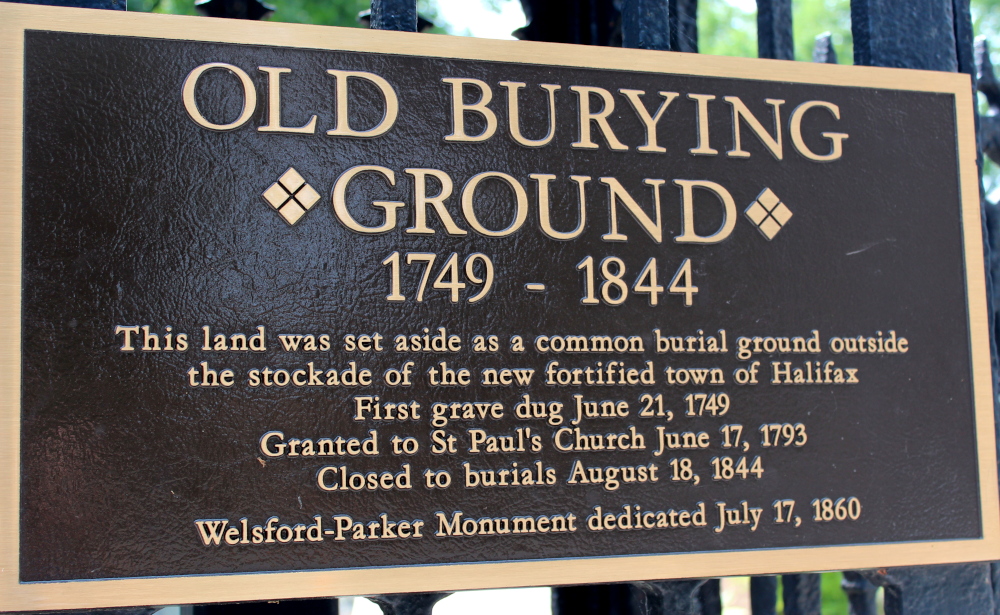 OLD BURYING
GROUND
1749 - 1844
This land was set aside as a common burial ground outside
the stockade of the new fortified town of Halifax
First grave dug June 21, 1749
Granted to St Paul's Church June 17, 1793
Closed to burials August 18, 1844
Welsford-Parker Monument dedicated July 17, 1860